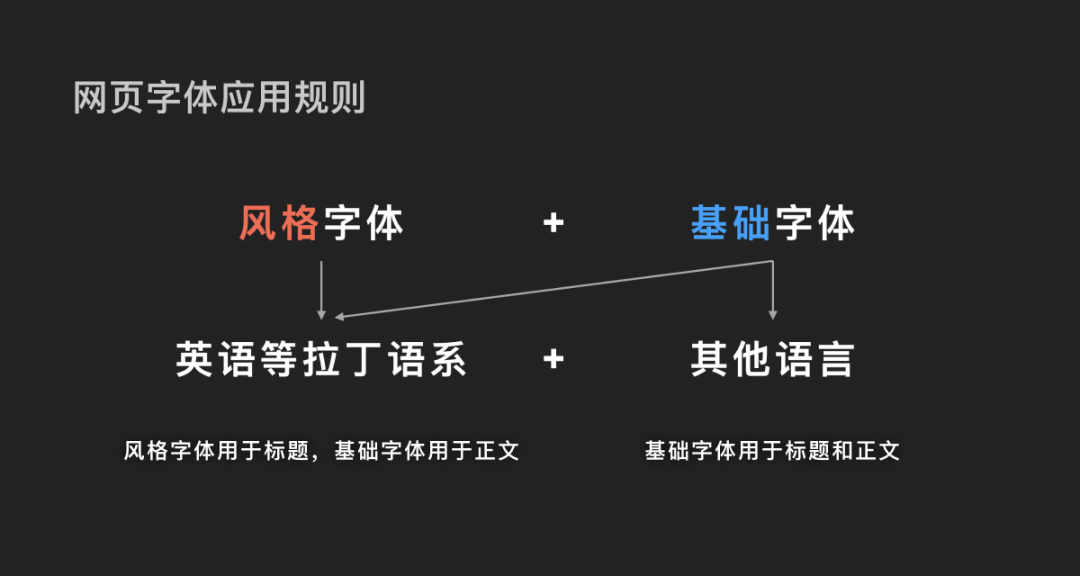 网页字体应用规则
风格字体 + 基础字体
英语等拉丁语系 + 其他语言
风格字体用于标题，基础字体用于正文
基础字体用于标题和正文